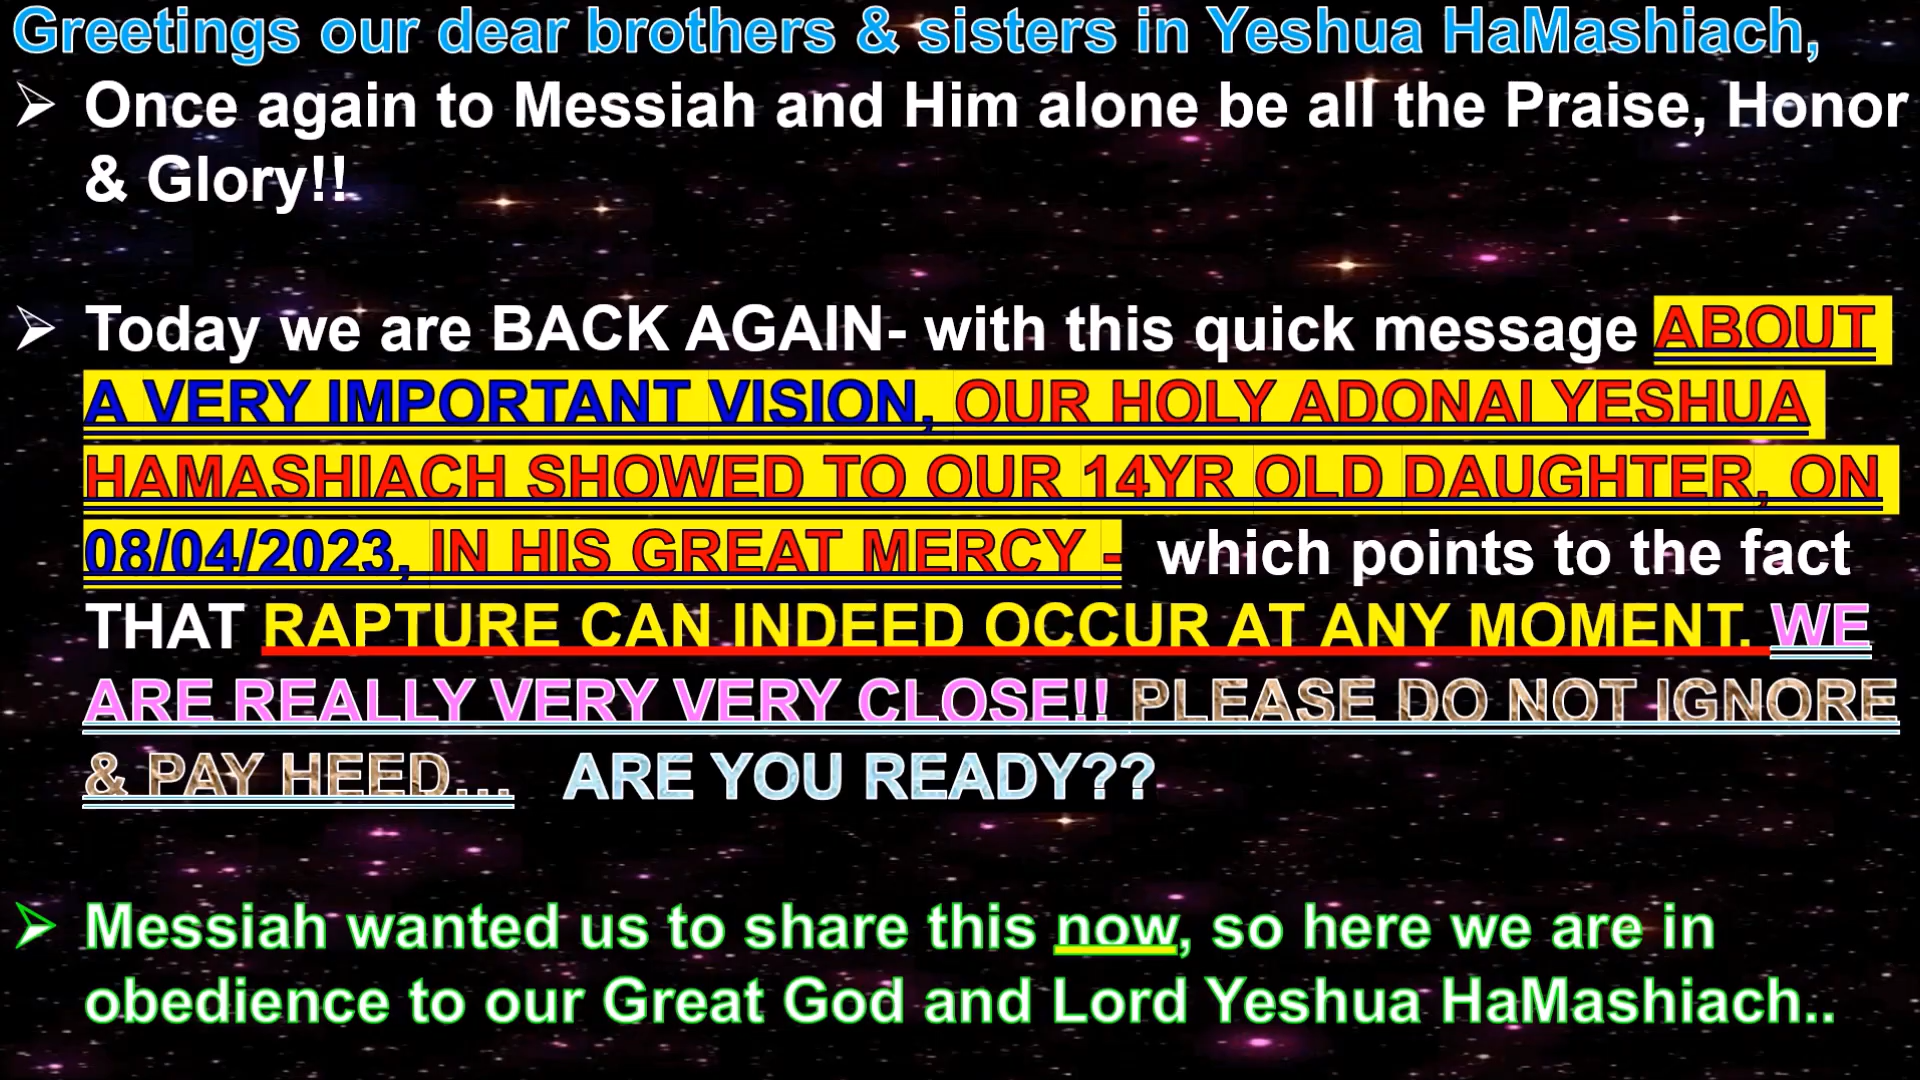 Greetings our dear brothers & sisters in Yeshua HaMashiach,
➢ Once again to Messiah and Him alone be all the Praise, Honor
& Glory!!
➢ Today we are BACK AGAIN- with this quick message ABOUT
A VERY IMPORTANT VISION, OUR HOLY ADONAI YESHUA
HAMASHIACH SHOWED TO OUR 14YR OLD DAUGHTER, ON
08/04/2023, IN HIS GREAT MERCY - which points to the fact
THAT RAPTURE CAN INDEED OCCUR AT ANY MOMENT. WE
ARE REALLY VERY VERY CLOSE!! PLEASE DO NOT IGNORE
& PAY HEED... ARE YOU READY??
➢ Messiah wanted us to share this now, so here we are in
obedience to our Great God and Lord Yeshua HaMashiach..